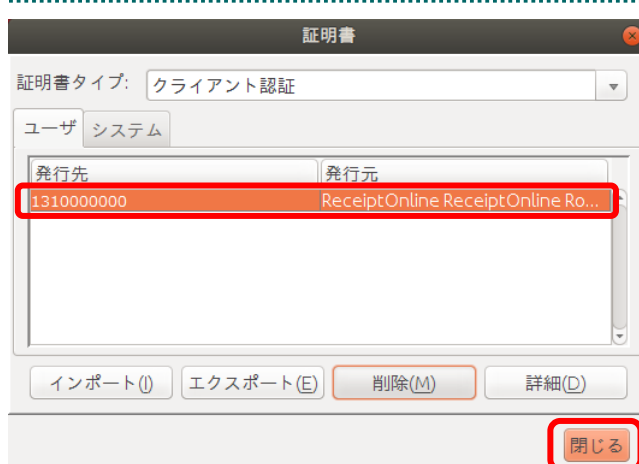 証明書
証明書タイプ: クライアント認証
ユーザ システム
発行先 発行元
1310000000 ReceiptOnline ReceiptOnline Ro...
インポート(I) エクスポート(E) 削除(M) 詳細(D)
閉じる